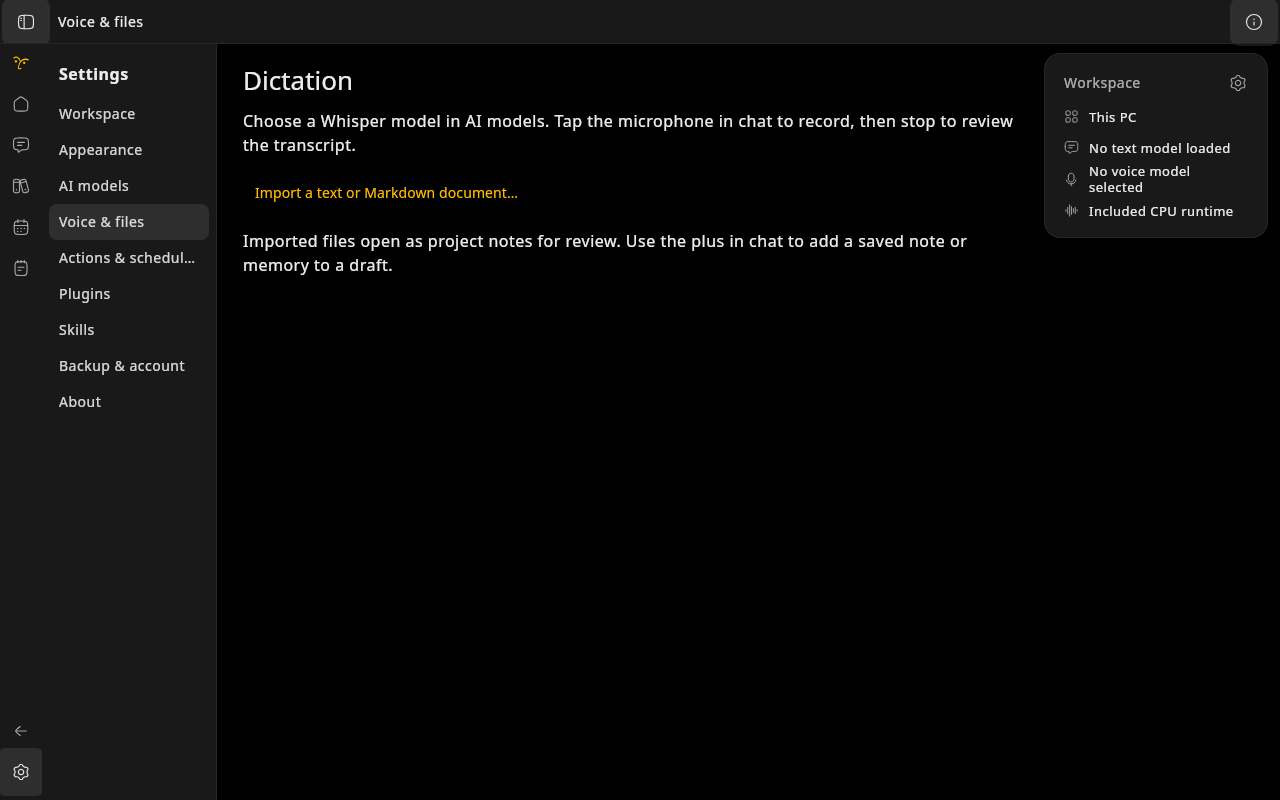 Voice & files
Settings
Workspace
Appearance
AI models
Voice & files
Actions & schedul...
Plugins
Skills
Backup & account
About
Dictation
Choose a Whisper model in AI models. Tap the microphone in chat to record, then stop to review
the transcript.
Import a text or Markdown document...
Imported files open as project notes for review. Use the plus in chat to add a saved note or
memory to a draft.
Workspace
This PC
No text model loaded
No voice model
selected
Included CPU runtime